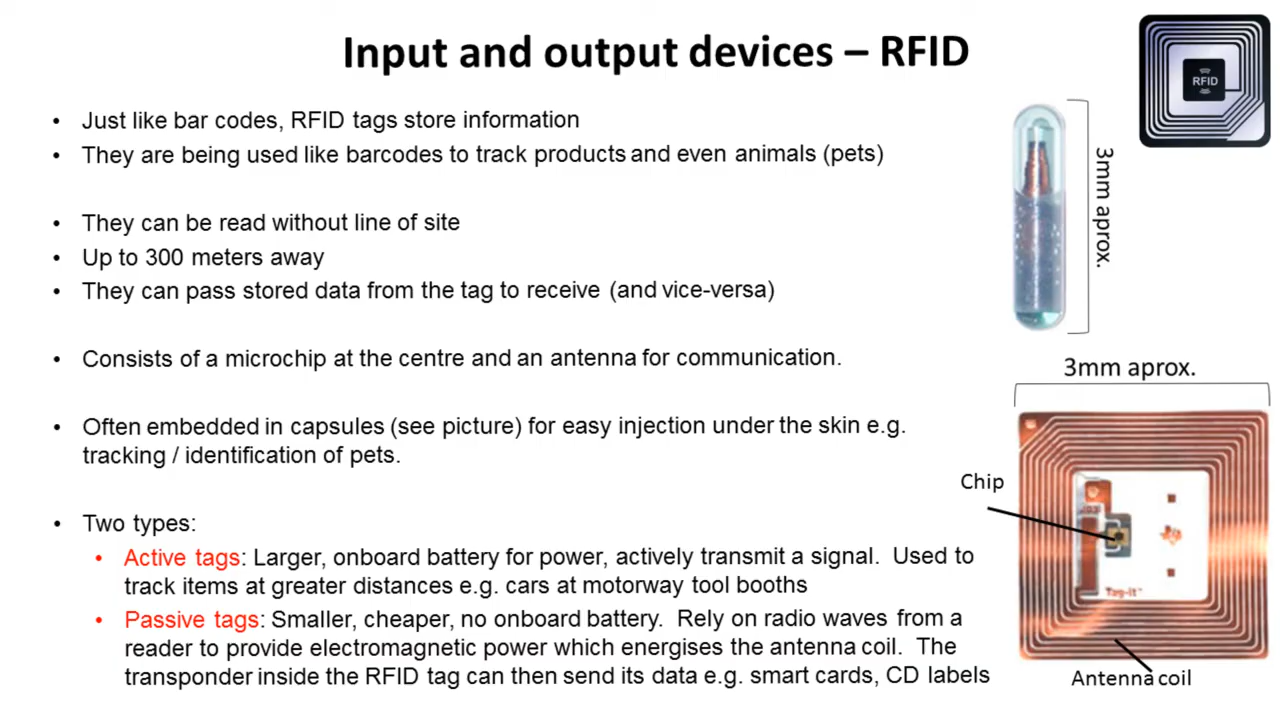 Input and output devices – RFID
RFID
• Just like bar codes, RFID tags store information
• They are being used like barcodes to track products and even animals (pets)
• They can be read without line of site
• Up to 300 meters away
• They can pass stored data from the tag to receive (and vice-versa)
• Consists of a microchip at the centre and an antenna for communication.
• Often embedded in capsules (see picture) for easy injection under the skin e.g.
tracking / identification of pets.
• Two types:
• Active tags: Larger, onboard battery for power, actively transmit a signal.  Used to
track items at greater distances e.g. cars at motorway tool booths
• Passive tags: Smaller, cheaper, no onboard battery.  Rely on radio waves from a
reader to provide electromagnetic power which energises the antenna coil.  The
transponder inside the RFID tag can then send its data e.g. smart cards, CD labels
3mm aprox.
3mm aprox.
Chip
Tag-it™
Antenna coil